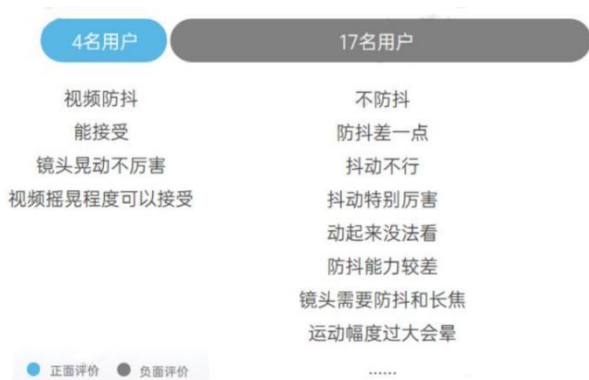 4名用户
17名用户
视频防抖
能接受
镜头晃动不厉害
视频摇晃程度可以接受
不防抖
防抖差一点
抖动不行
抖动特别厉害
动起来没法看
防抖能力较差
镜头需要防抖和长焦
运动幅度过大会晕
......
正面评价
负面评价